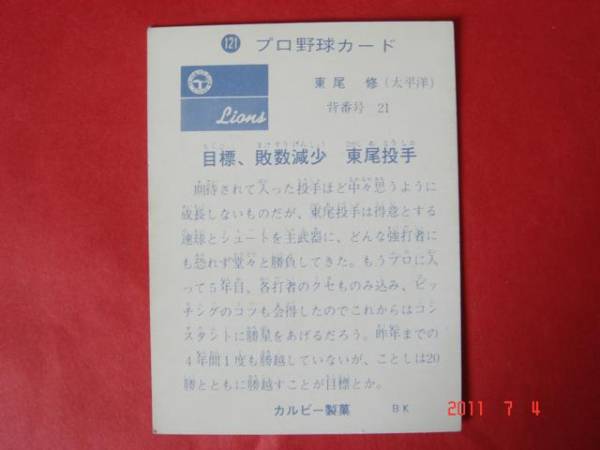 121 プロ野球カード
東尾 修(太平洋)
背番号 21
Lions
目標、敗数減少 東尾投手
期待されて入った投手ほど中々思うように
成長しないものだが、東尾投手は得意とする
速球とシュートを主武器に、どんな強打者に
も恐れず堂々と勝負してきた。もうプロに入
って5年目、各打者のクセものみ込み、ピッ
チングのコツも会得したのでこれからはコン
スタントに勝星をあげるだろう。昨年までの
4年間1度も勝越していないが、ことしは20
勝とともに勝越すことが目標とか。
カルビー製菓 BK
2011 7 4